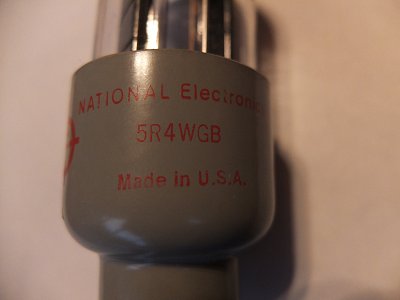 NATIONAL Electronic
5R4WGB
Made in U.S.A.